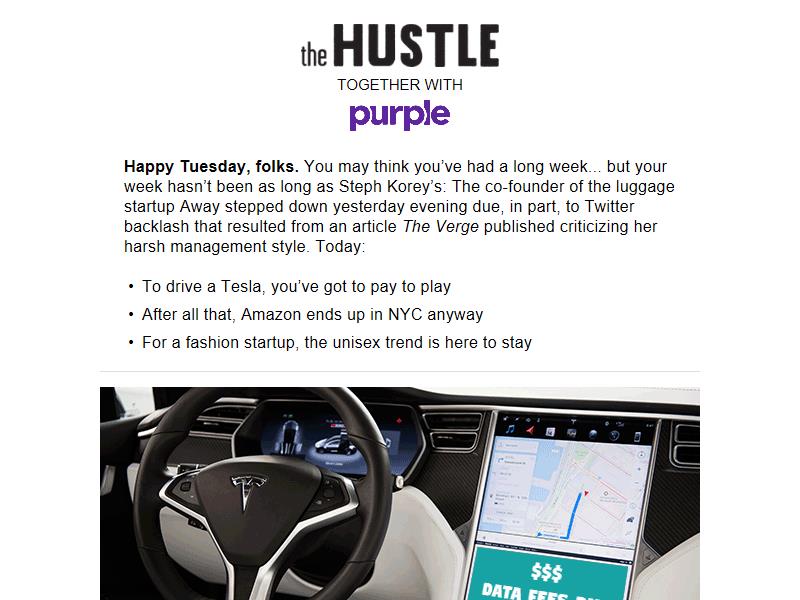 the HUSTLE
TOGETHER WITH
purple
Happy Tuesday, folks. You may think you’ve had a long week... but your
week hasn’t been as long as Steph Korey’s: The co-founder of the luggage
startup Away stepped down yesterday evening due, in part, to Twitter
backlash that resulted from an article The Verge published criticizing her
harsh management style. Today:
• To drive a Tesla, you’ve got to pay to play
• After all that, Amazon ends up in NYC anyway
• For a fashion startup, the unisex trend is here to stay
$$$
DATA FEES